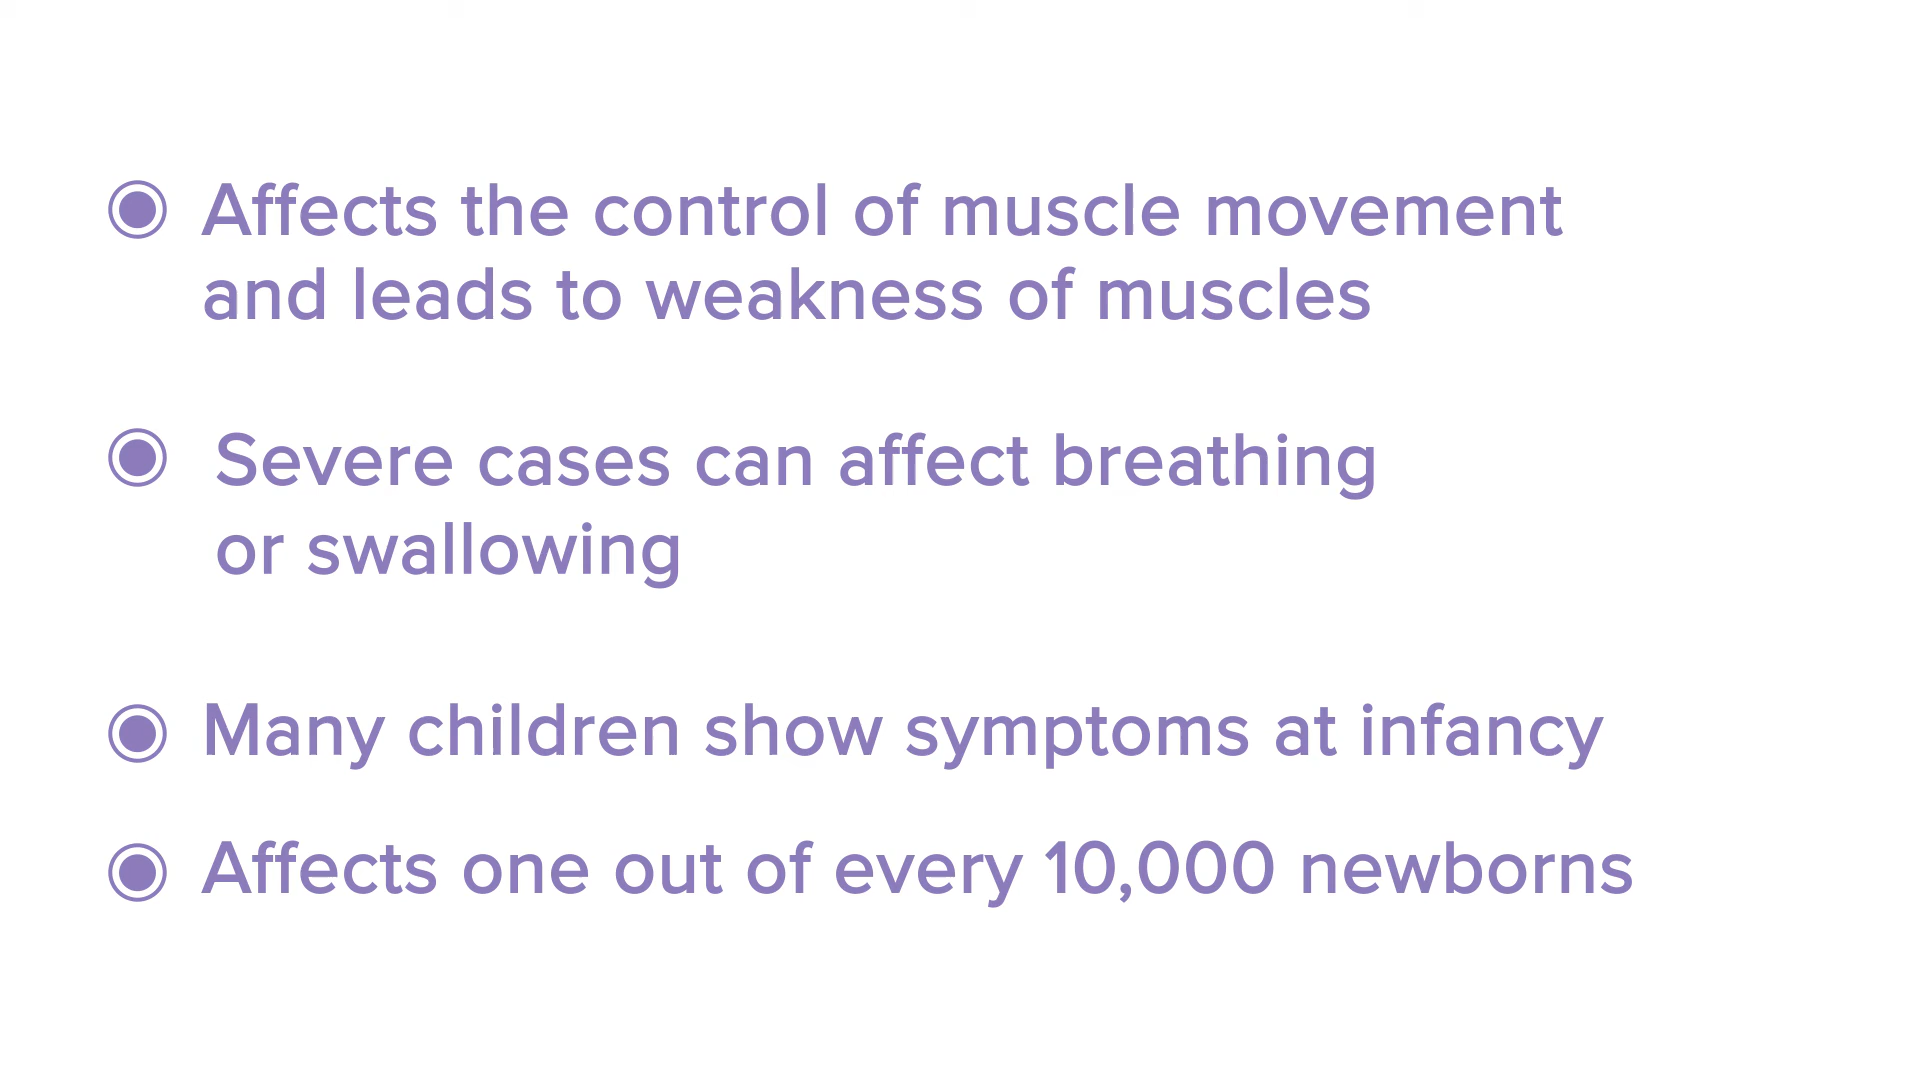 Affects the control of muscle movement
and leads to weakness of muscles
Severe cases can affect breathing
or swallowing
Many children show symptoms at infancy
Affects one out of every 10,000 newborns